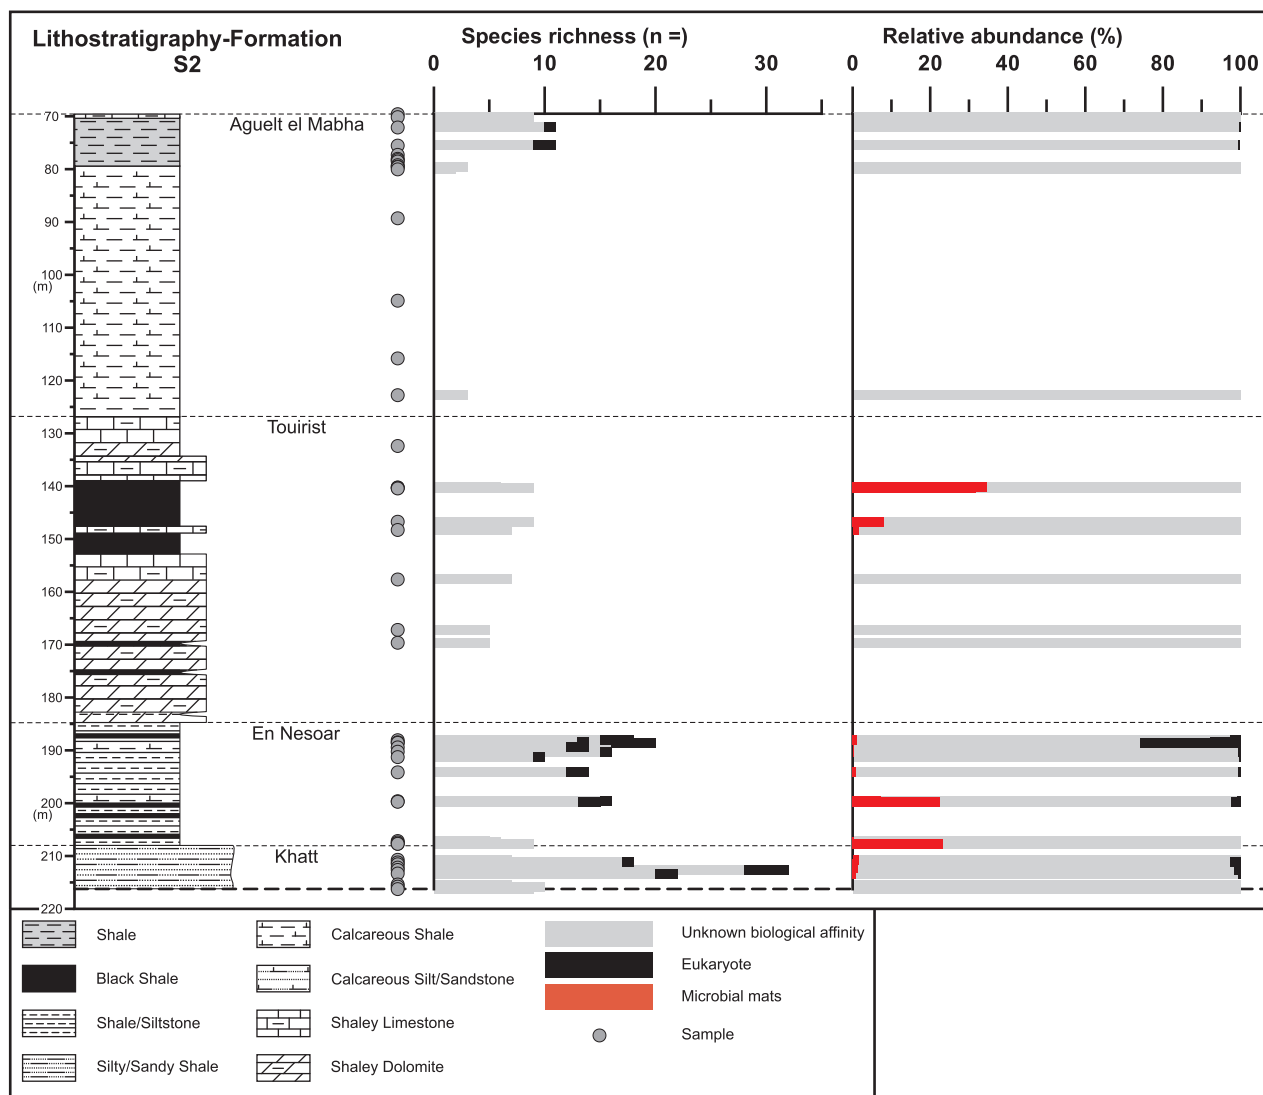 Lithostratigraphy-Formation
S2
Species richness (n =)
Relative abundance (%)
0 10 20 30
0 20 40 60 80 100
70
Aguelt el Mabha
80
90
100
(m)
110
120
Touirist
130
140
150
160
170
180
En Nesoar
190
200
(m)
Khatt
210
220
Shale
Black Shale
Shale/Siltstone
Silty/Sandy Shale
Calcareous Shale
Calcareous Silt/Sandstone
Shaley Limestone
Shaley Dolomite
Unknown biological affinity
Eukaryote
Microbial mats
Sample